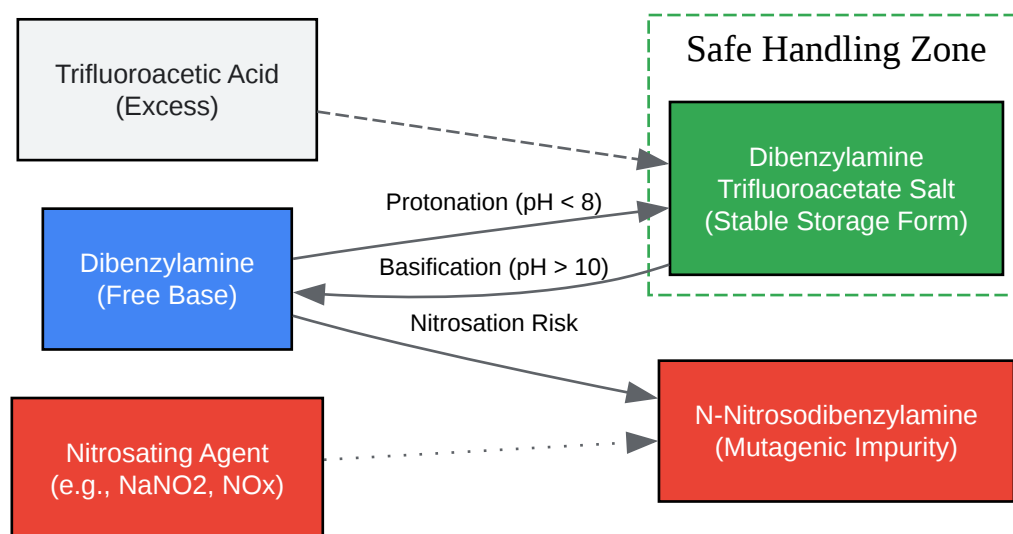 Trifluoroacetic Acid
(Excess)
Safe Handling Zone
Dibenzylamine
Trifluoroacetate Salt
(Stable Storage Form)
Protonation (pH < 8)
Dibenzylamine
(Free Base)
Basification (pH > 10)
Nitrosation Risk
Nitrosating Agent
(e.g., NaNO2, NOx)
N-Nitrosodibenzylamine
(Mutagenic Impurity)